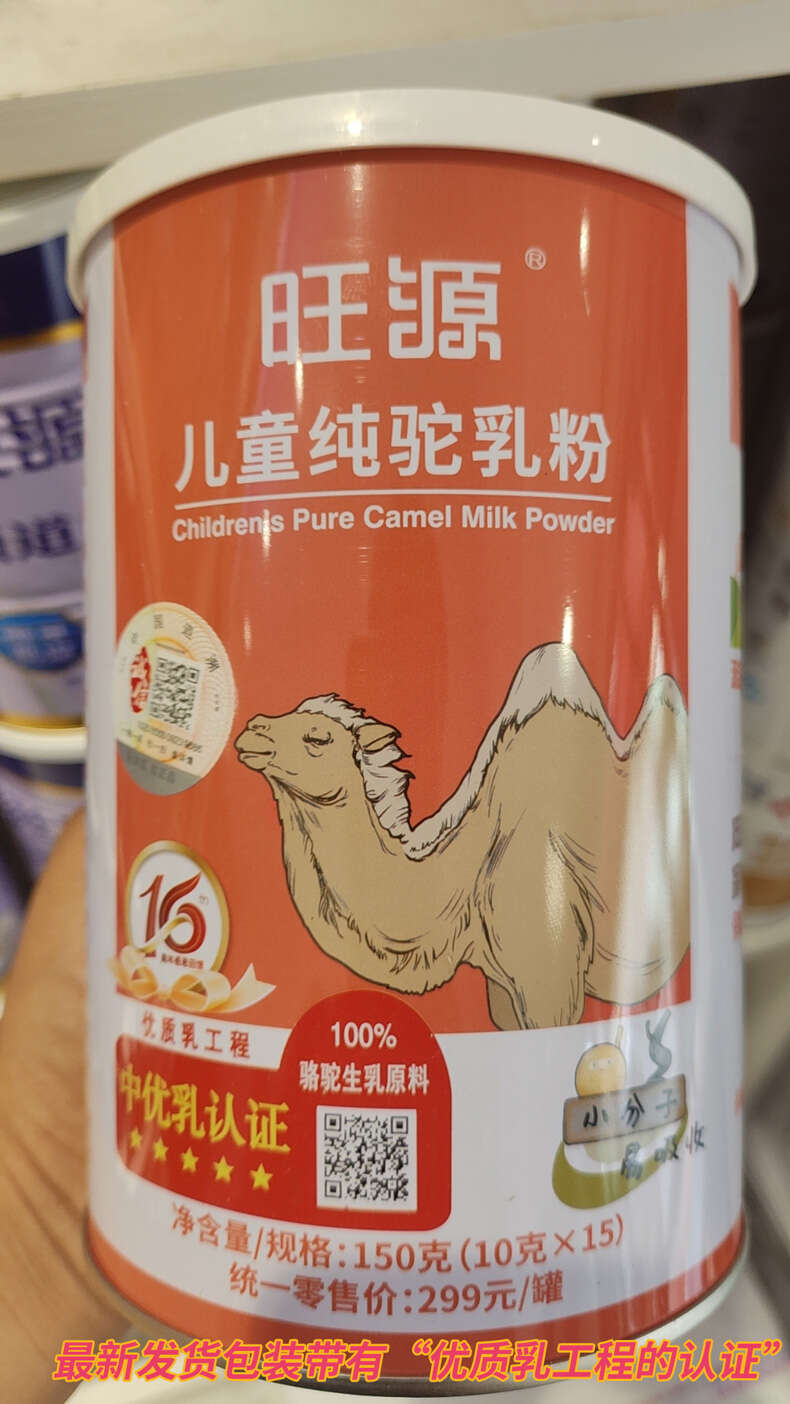 旺源®
儿童纯驼乳粉
Children's Pure Camel Milk Powder
16
优质乳工程
100%
骆驼生乳原料
中优乳认证
小分子
易吸收
净含量/规格:150克(10克×15)
统一零售价:299元/罐
最新发货包装带有“优质乳工程的认证”